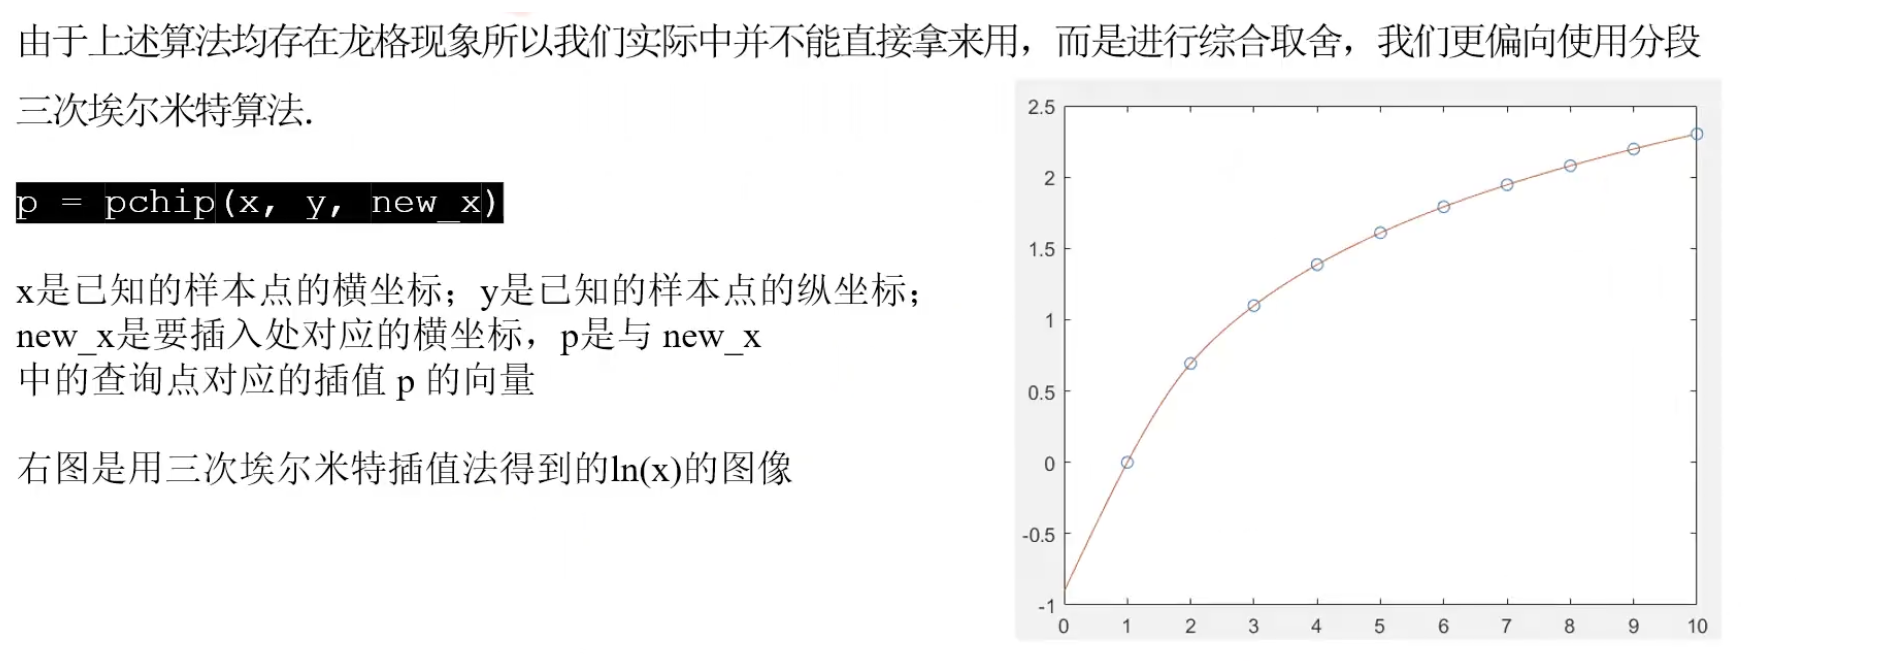 由于上述算法均存在龙格现象所以我们实际中并不能直接拿来用，而是进行综合取舍，我们更偏向使用分段
三次埃尔米特算法.
p = pchip(x, y, new_x)
x是已知的样本点的横坐标；y是已知的样本点的纵坐标；
new_x是要插入处对应的横坐标，p是与 new_x
中的查询点对应的插值 p 的向量
右图是用三次埃尔米特插值法得到的ln(x)的图像
2.5
2
1.5
1
0.5
0
-0.5
-1
0 1 2 3 4 5 6 7 8 9 10